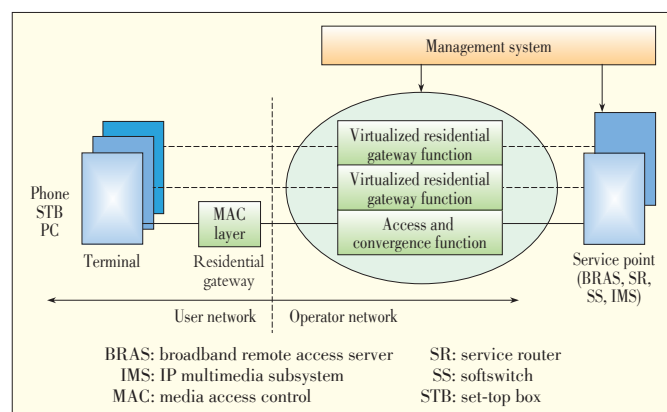 Management system
Virtualized residential
gateway function
Virtualized residential
gateway function
Access and
convergence function
Phone
STB
PC
MAC
layer
Terminal
Residential
gateway
Service point
(BRAS, SR,
SS, IMS)
User network
Operator network
BRAS: broadband remote access server
SR: service router
IMS: IP multimedia subsystem
SS: softswitch
MAC: media access control
STB: set-top box